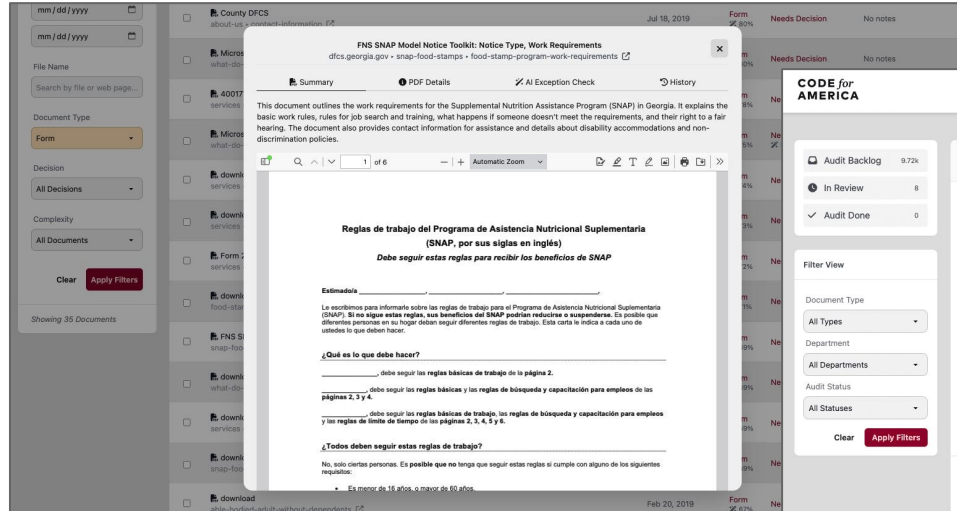 mm/dd/yyyy
mm/dd/yyyy
File Name
Search by file or web page...
Document Type
Form
Decision
All Decisions
Complexity
All Documents
Clear Apply Filters
Showing 35 Documents
County DFCS
about-us • contact-information
Jul 18, 2019
Form
80%
Needs Decision
No notes
Needs Decision
No notes
FNS SNAP Model Notice Toolkit: Notice Type, Work Requirements
dfcs.georgia.gov • snap-food-stamps • food-stamp-program-work-requirements
Summary PDF Details AI Exception Check History
This document outlines the work requirements for the Supplemental Nutrition Assistance Program (SNAP) in Georgia. It explains the
basic work rules, rules for job search and training, what happens if someone doesn't meet the requirements, and their right to a fair
hearing. The document also provides contact information for assistance and details about disability accommodations and non-
discrimination policies.
1 of 6 Automatic Zoom
Reglas de trabajo del Programa de Asistencia Nutricional Suplementaria
(SNAP, por sus siglas en inglés)
Debe seguir estas reglas para recibir los beneficios de SNAP
Estimado/a
Le escribimos para informarle sobre las reglas de trabajo para el Programa de Asistencia Nutricional Suplementaria
(SNAP). Si no sigue estas reglas, sus beneficios del SNAP podrían reducirse o suspenderse. Es posible que
diferentes personas en su hogar deban seguir diferentes reglas de trabajo. Esta carta le indica a cada uno de
ustedes lo que deben hacer.
¿Qué es lo que debe hacer?
, debe seguir las reglas básicas de trabajo de la página 2.
, debe seguir las reglas básicas y las reglas de búsqueda y capacitación para empleos de las
páginas 2, 3 y 4.
, debe seguir las reglas básicas de trabajo, las reglas de búsqueda y capacitación para empleos
y las reglas de límite de tiempo de las páginas 2, 3, 4, 5 y 6.
¿Todos deben seguir estas reglas de trabajo?
No, solo ciertas personas. Es posible que no tenga que seguir estas reglas si cumple con alguno de los siguientes
requisitos:
• Es menor de 16 años, o mayor de 60 años.
download
able-bodied-adult-without-dependents
Feb 20, 2019
Form
67%
CODE for
AMERICA
Audit Backlog 9.72k
In Review 8
Audit Done 0
Filter View
Document Type
All Types
Department
All Departments
Audit Status
All Statuses
Clear Apply Filters